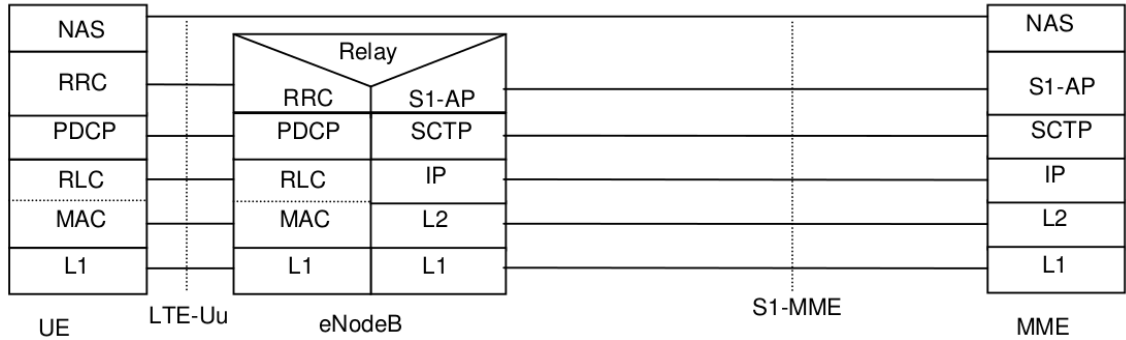 NAS
NAS
Relay
RRC
RRC
S1-AP
S1-AP
PDCP
PDCP
SCTP
SCTP
RLC
RLC
IP
IP
MAC
MAC
L2
L2
L1
L1
L1
L1
LTE-Uu
S1-MME
UE
eNodeB
MME